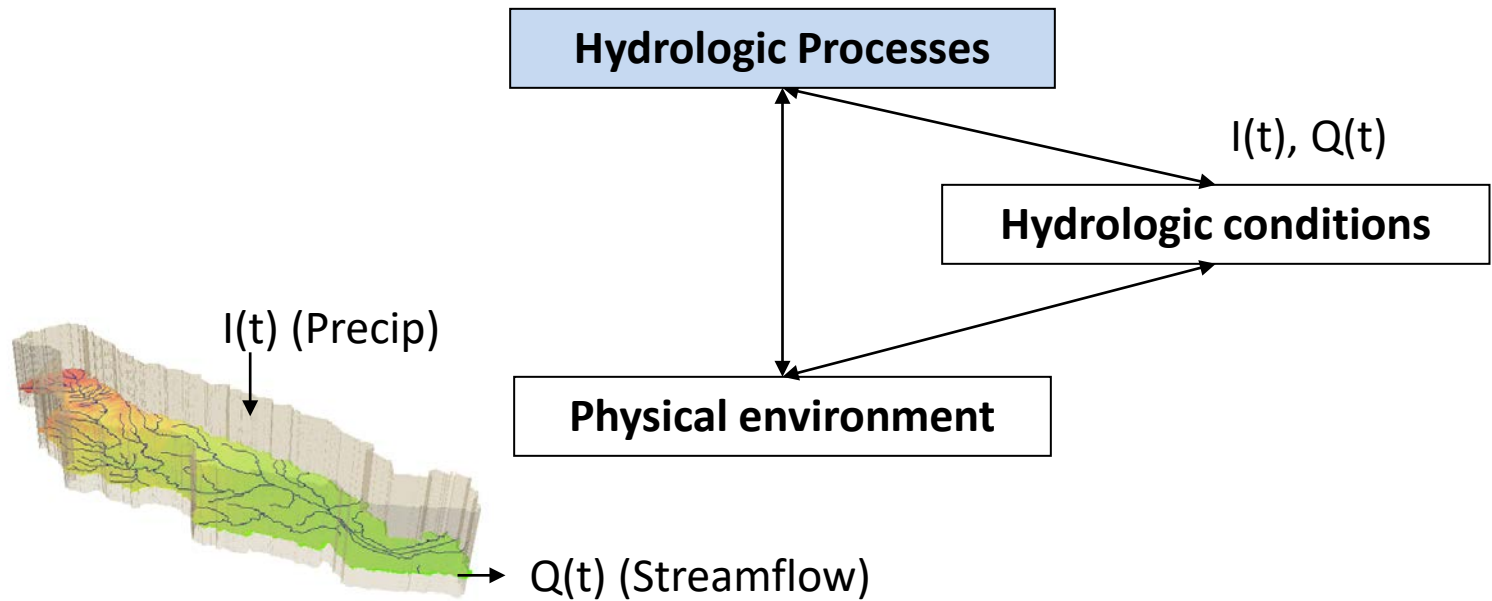 Hydrologic Processes
I(t), Q(t)
Hydrologic conditions
I(t) (Precip)
Physical environment
Q(t) (Streamflow)